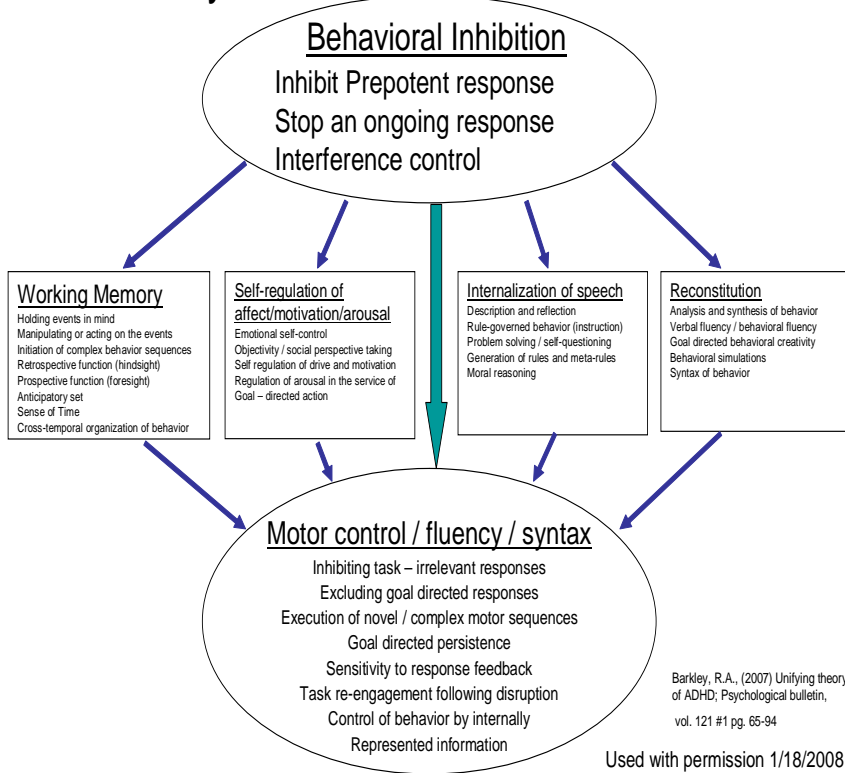 Behavioral Inhibition
Inhibit Prepotent response
Stop an ongoing response
Interference control
Working Memory
Holding events in mind
Manipulating or acting on the events
Initiation of complex behavior sequences
Retrospective function (hindsight)
Prospective function (foresight)
Anticipatory set
Sense of Time
Cross-temporal organization of behavior
Self-regulation of
affect/motivation/arousal
Emotional self-control
Objectivity / social perspective taking
Self regulation of drive and motivation
Regulation of arousal in the service of
Goal – directed action
Internalization of speech
Description and reflection
Rule-governed behavior (instruction)
Problem solving / self-questioning
Generation of rules and meta-rules
Moral reasoning
Reconstitution
Analysis and synthesis of behavior
Verbal fluency / behavioral fluency
Goal directed behavioral creativity
Behavioral simulations
Syntax of behavior
Motor control / fluency / syntax
Inhibiting task – irrelevant responses
Excluding goal directed responses
Execution of novel / complex motor sequences
Goal directed persistence
Sensitivity to response feedback
Task re-engagement following disruption
Control of behavior by internally
Represented information
Barkley, R.A., (2007) Unifying theory
of ADHD; Psychological bulletin,
vol. 121 #1 pg. 65-94
Used with permission 1/18/2008